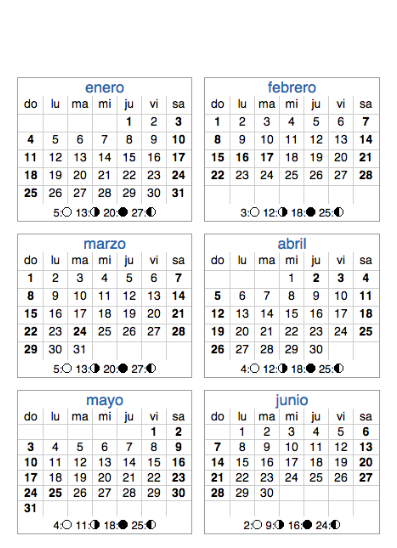 enero febrero
do lu ma mi ju vi sa do lu ma mi ju vi sa
1 2 3 1 2 3 4 5 6 7
4 5 6 7 8 9 10 8 9 10 11 12 13 14
11 12 13 14 15 16 17 15 16 17 18 19 20 21
18 19 20 21 22 23 24 22 23 24 25 26 27 28
25 26 27 28 29 30 31
5:○ 13:◑ 20:● 27:◐ 3:○ 12:◑ 18:● 25:◐
marzo abril
do lu ma mi ju vi sa do lu ma mi ju vi sa
1 2 3 4 5 6 7 1 2 3 4
8 9 10 11 12 13 14 5 6 7 8 9 10 11
15 16 17 18 19 20 21 12 13 14 15 16 17 18
22 23 24 25 26 27 28 19 20 21 22 23 24 25
29 30 31 26 27 28 29 30
5:○ 13:◑ 20:● 27:◐ 4:○ 12:◑ 18:● 25:◐
mayo junio
do lu ma mi ju vi sa do lu ma mi ju vi sa
1 2 1 2 3 4 5 6
3 4 5 6 7 8 9 7 8 9 10 11 12 13
10 11 12 13 14 15 16 14 15 16 17 18 19 20
17 18 19 20 21 22 23 21 22 23 24 25 26 27
24 25 26 27 28 29 30 28 29 30
31
4:○ 11:◑ 18:● 25:◐ 2:○ 9:◑ 16:● 24:◐